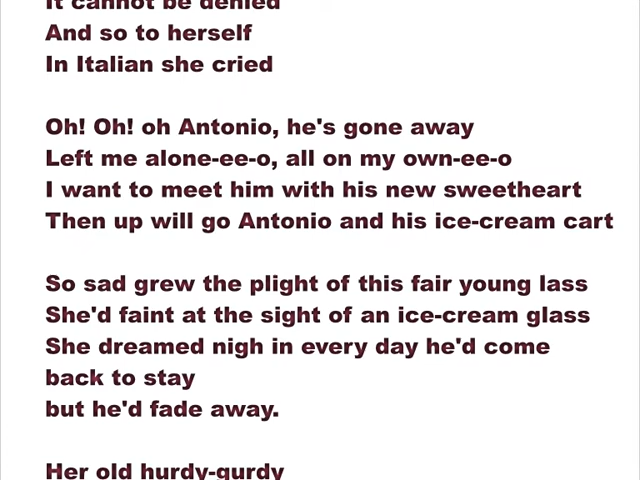 It cannot be denied
And so to herself
In Italian she cried
Oh! Oh! oh Antonio, he's gone away
Left me alone-ee-o, all on my own-ee-o
I want to meet him with his new sweetheart
Then up will go Antonio and his ice-cream cart
So sad grew the plight of this fair young lass
She'd faint at the sight of an ice-cream glass
She dreamed nigh in every day he'd come
back to stay
but he'd fade away.
Her old hurdy-gurdy